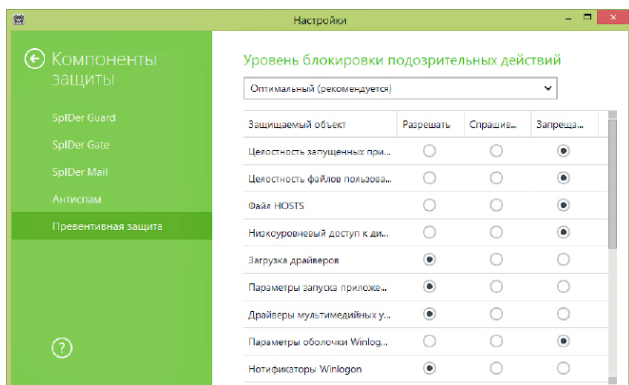 Настройки
Компоненты
защиты
SpIDer Guard
SpIDer Gate
SpIDer Mail
Антиспам
Превентивная защита
?
Уровень блокировки подозрительных действий
Оптимальный (рекомендуется)
Защищаемый объект Разрешать Спрашив... Запреща...
Целостность запущенных при...
Целостность файлов пользова...
Файл HOSTS
Низкоуровневый доступ к ди...
Загрузка драйверов
Параметры запуска приложе...
Драйверы мультимедийных у...
Параметры оболочки Winlog...
Нотификаторы Winlogon